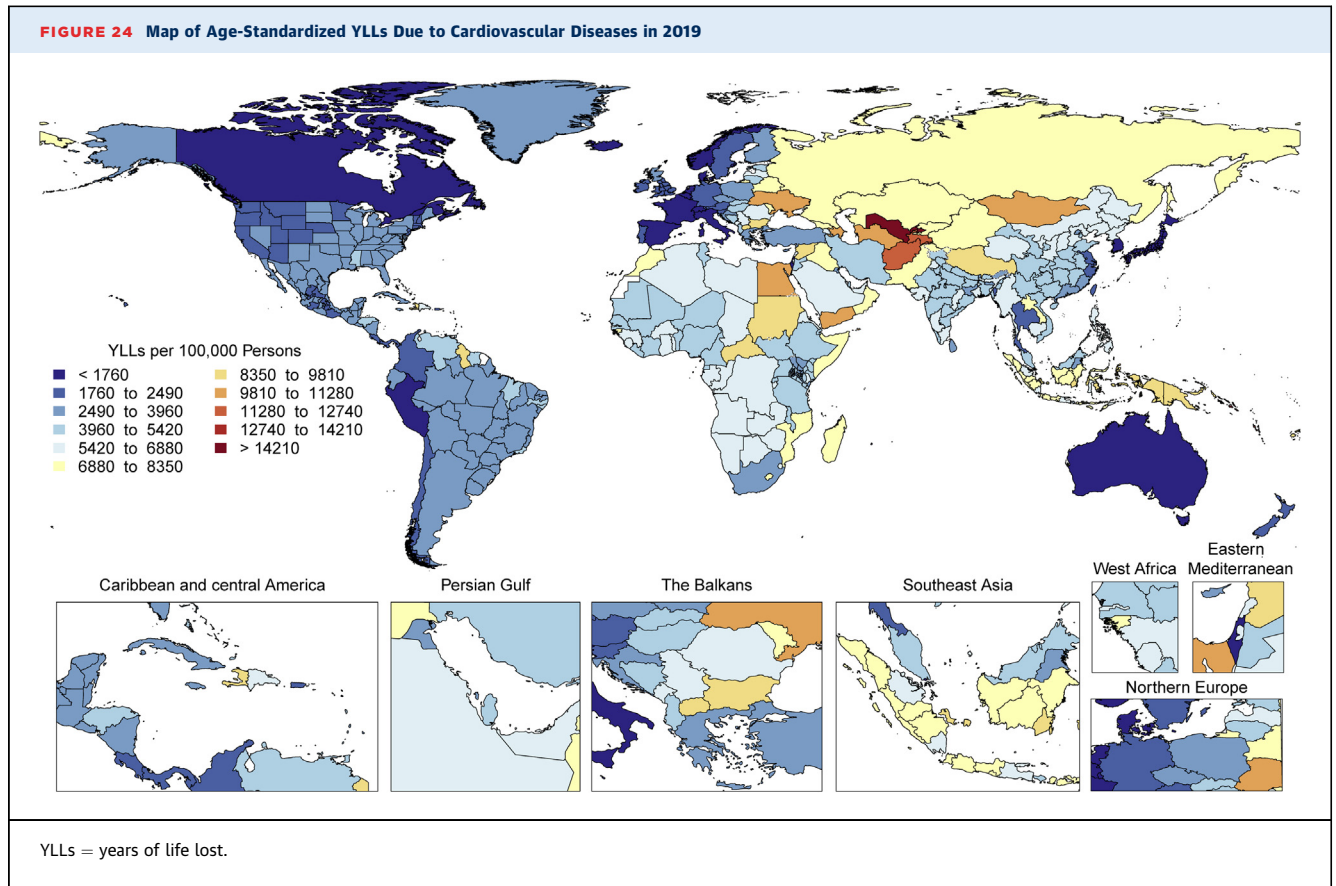 FIGURE 24 Map of Age-Standardized YLLs Due to Cardiovascular Diseases in 2019
YLLs per 100,000 Persons
< 1760
1760 to 2490
2490 to 3960
3960 to 5420
5420 to 6880
6880 to 8350
8350 to 9810
9810 to 11280
11280 to 12740
12740 to 14210
> 14210
Caribbean and central America
Persian Gulf
The Balkans
Southeast Asia
West Africa
Eastern
Mediterranean
Northern Europe
YLLs = years of life lost.